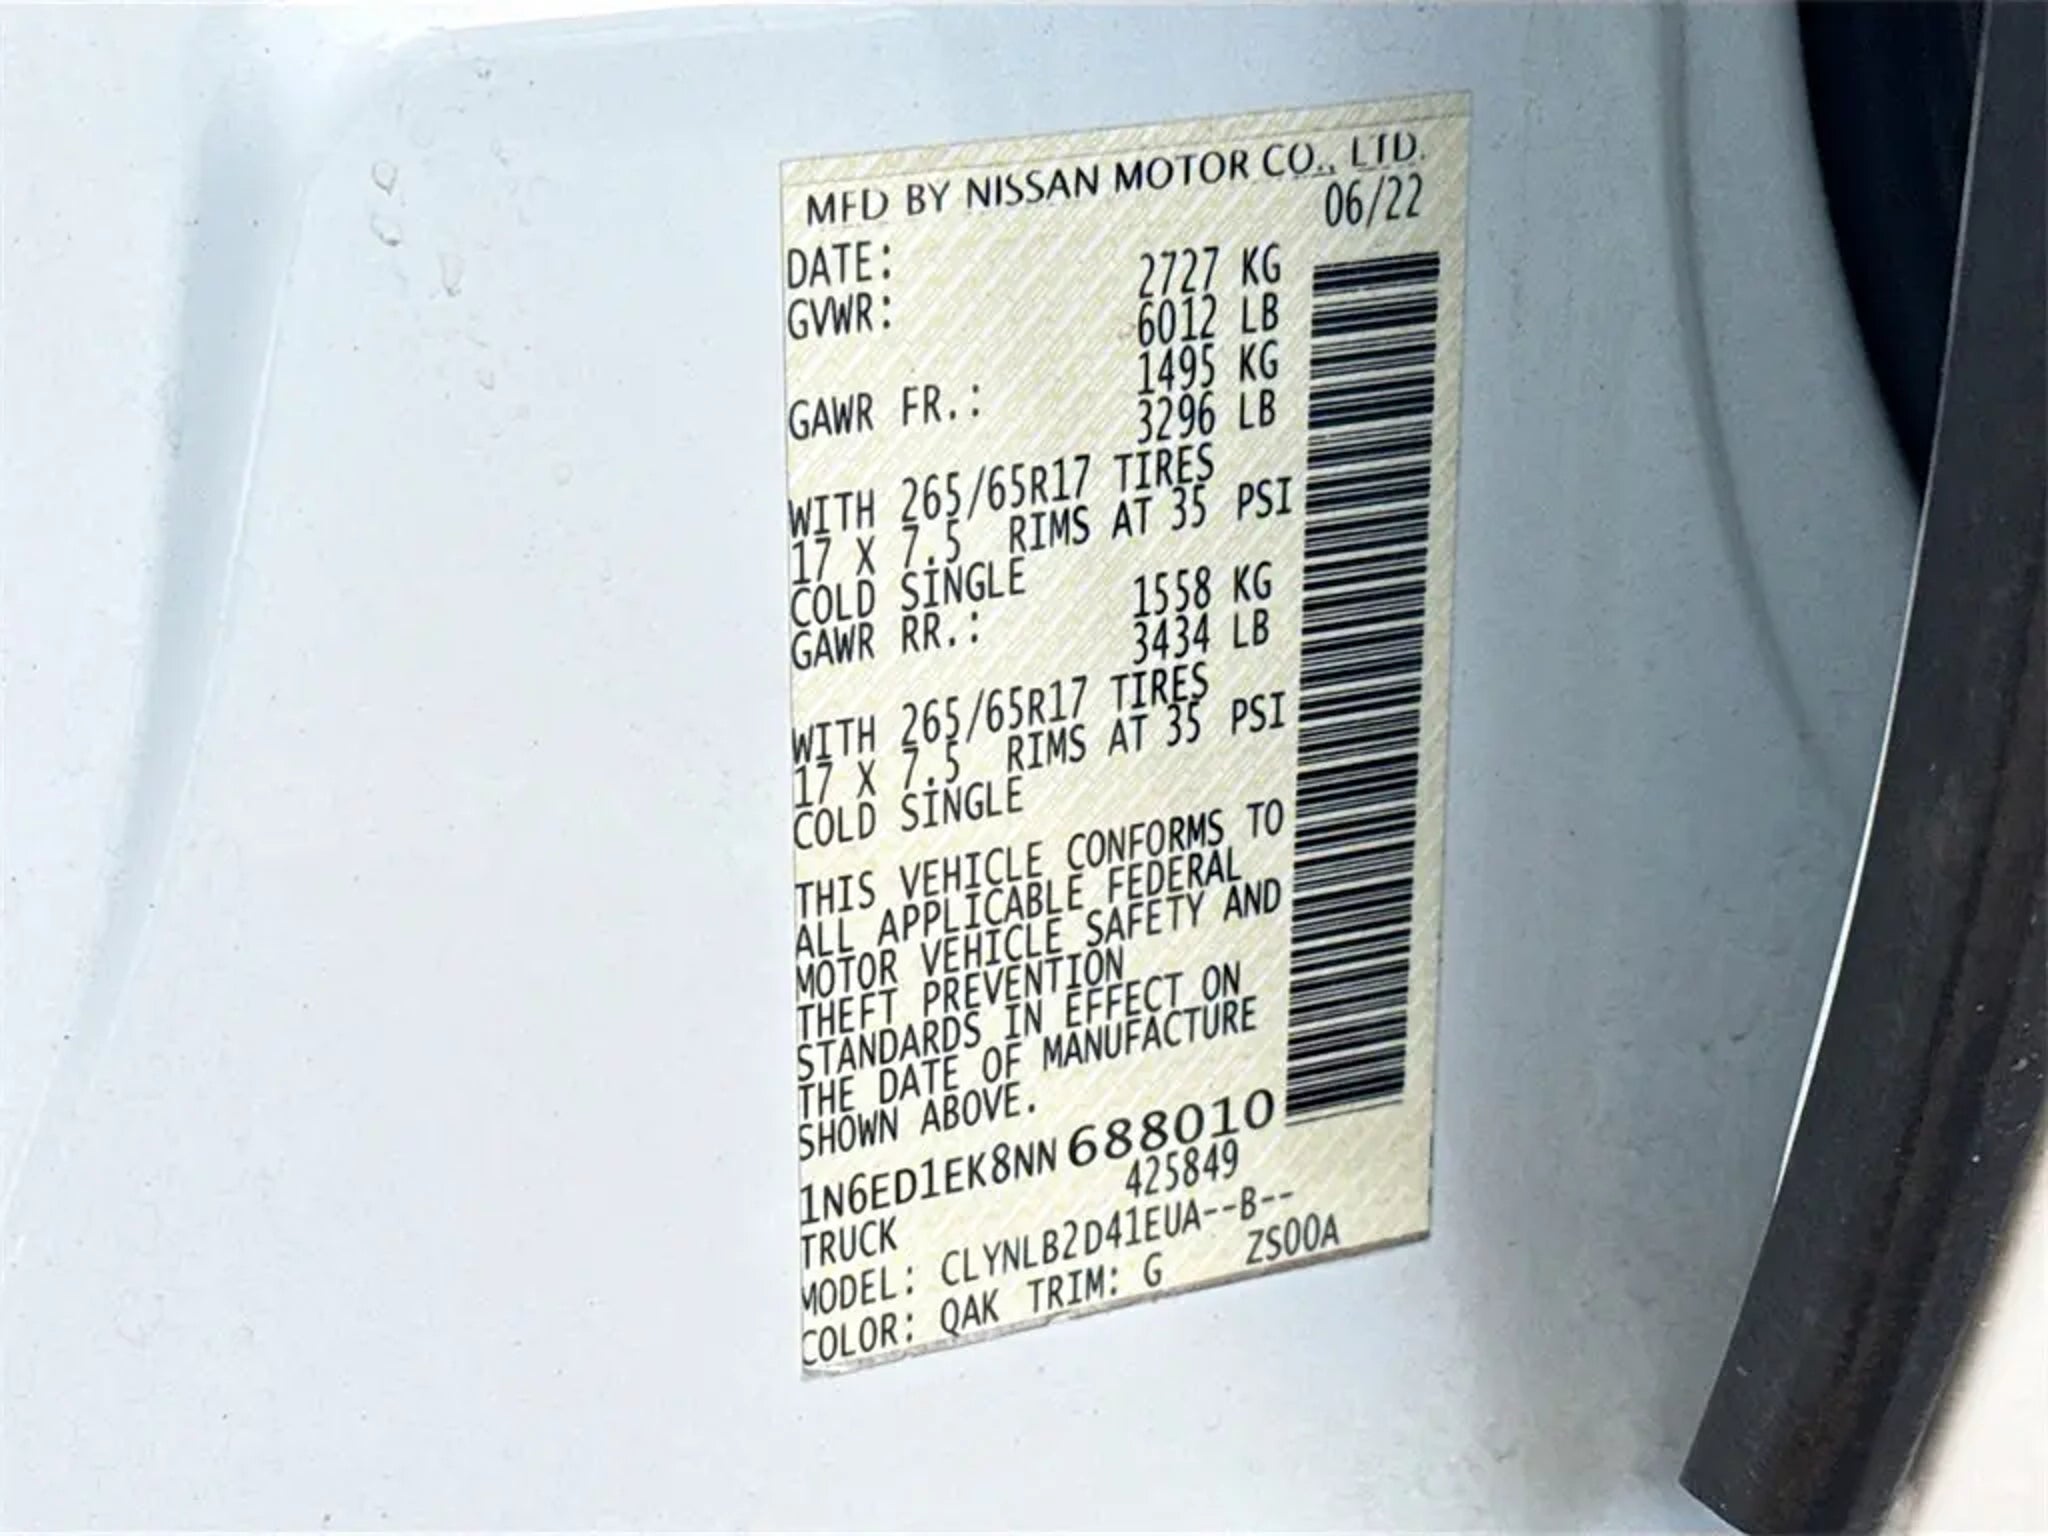 MFD BY NISSAN MOTOR CO., LTD.
DATE: 06/22
GVWR: 2727 KG
6012 LB
GAWR FR.: 1495 KG
3296 LB
WITH 265/65R17 TIRES
17 X 7.5 RIMS AT 35 PSI
COLD SINGLE
GAWR RR.: 1558 KG
3434 LB
WITH 265/65R17 TIRES
17 X 7.5 RIMS AT 35 PSI
COLD SINGLE
THIS VEHICLE CONFORMS TO
ALL APPLICABLE FEDERAL
MOTOR VEHICLE SAFETY AND
THEFT PREVENTION
STANDARDS IN EFFECT ON
THE DATE OF MANUFACTURE
SHOWN ABOVE.
1N6ED1EK8NN688010
TRUCK 425849
MODEL: CLYNLB2D41EUA--B--
COLOR: QAK TRIM: G ZS00A